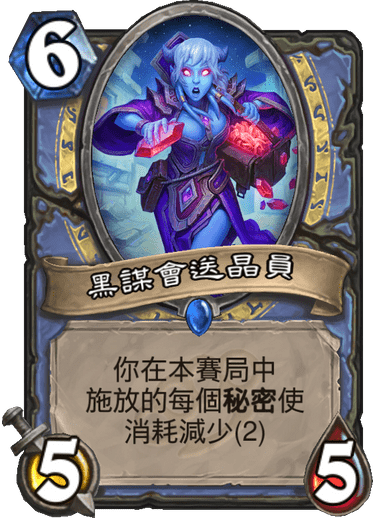 6
黑謀會送晶員
你在本賽局中
施放的每個秘密使
消耗減少(2)
5
5